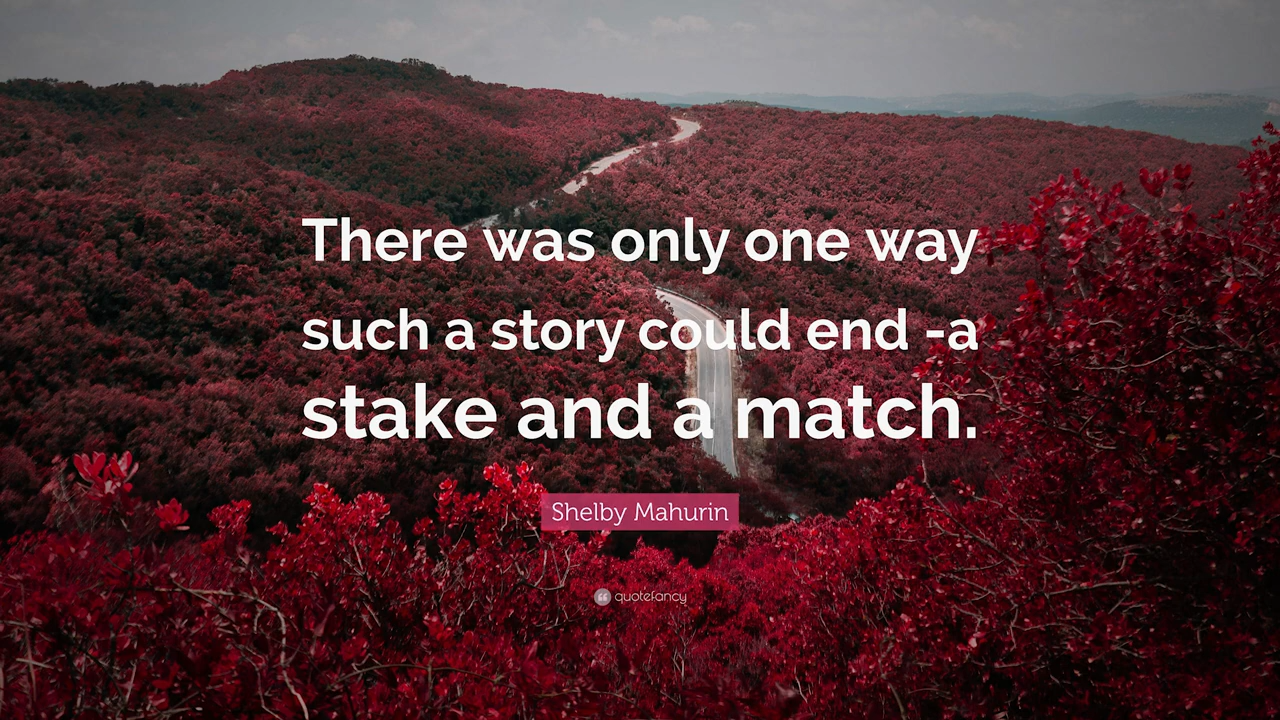 There was only one way
such a story could end -a
stake and a match.
Shelby Mahurin
quotefancy